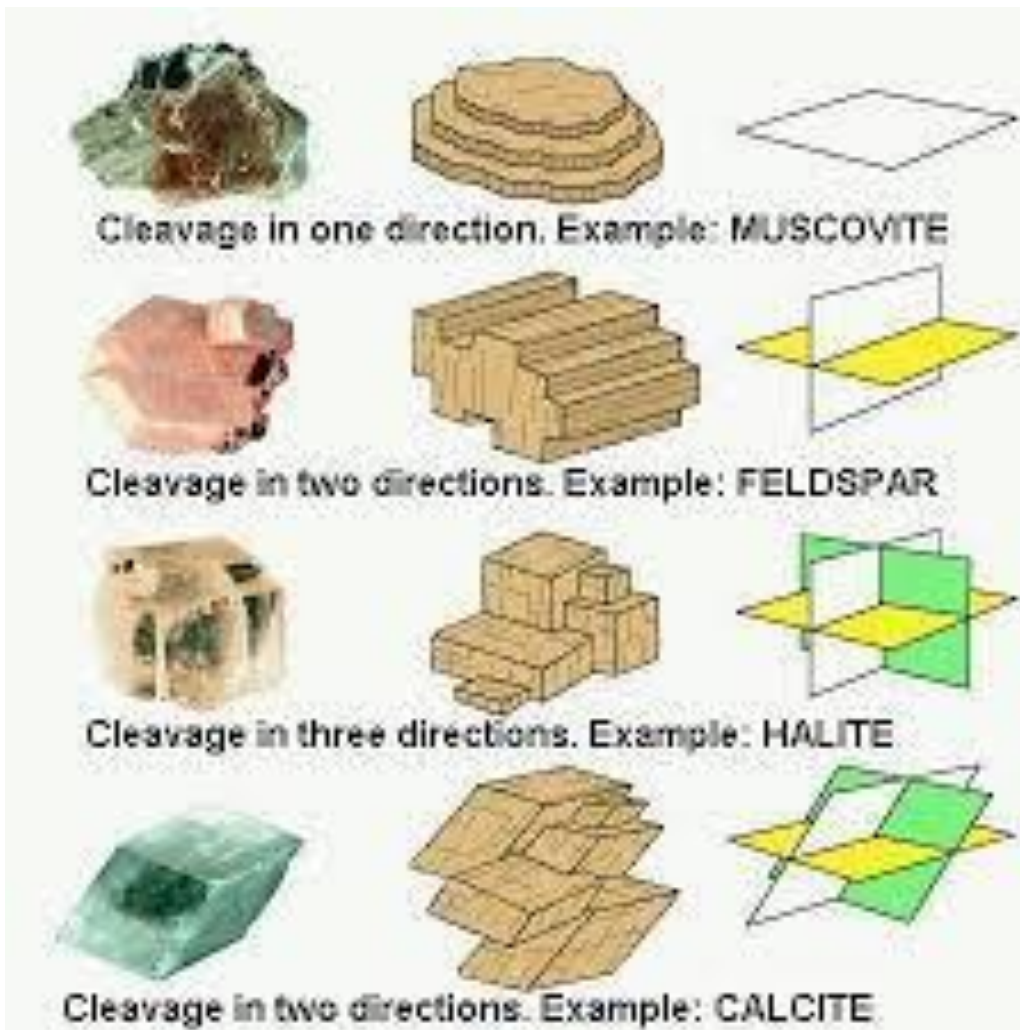 Cleavage in one direction. Example: MUSCOVITE
Cleavage in two directions. Example: FELDSPAR
Cleavage in three directions. Example: HALITE
Cleavage in two directions. Example: CALCITE